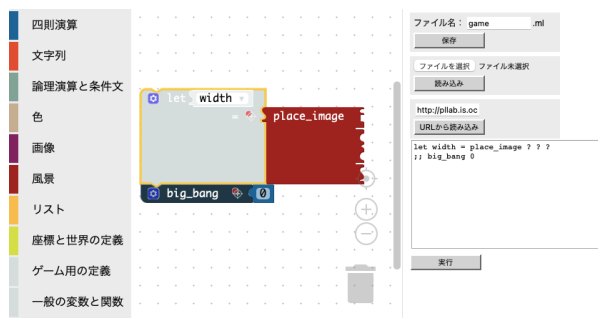 四則演算
文字列
論理演算と条件文
色
画像
風景
リスト
座標と世界の定義
ゲーム用の定義
一般の変数と関数
let width ▾
= place_image
big_bang 0
ファイル名： game .ml
保存
ファイルを選択 ファイル未選択
読み込み
http://pllab.is.oc
URLから読み込み
let width = place_image ? ? ?
;; big_bang 0
実行